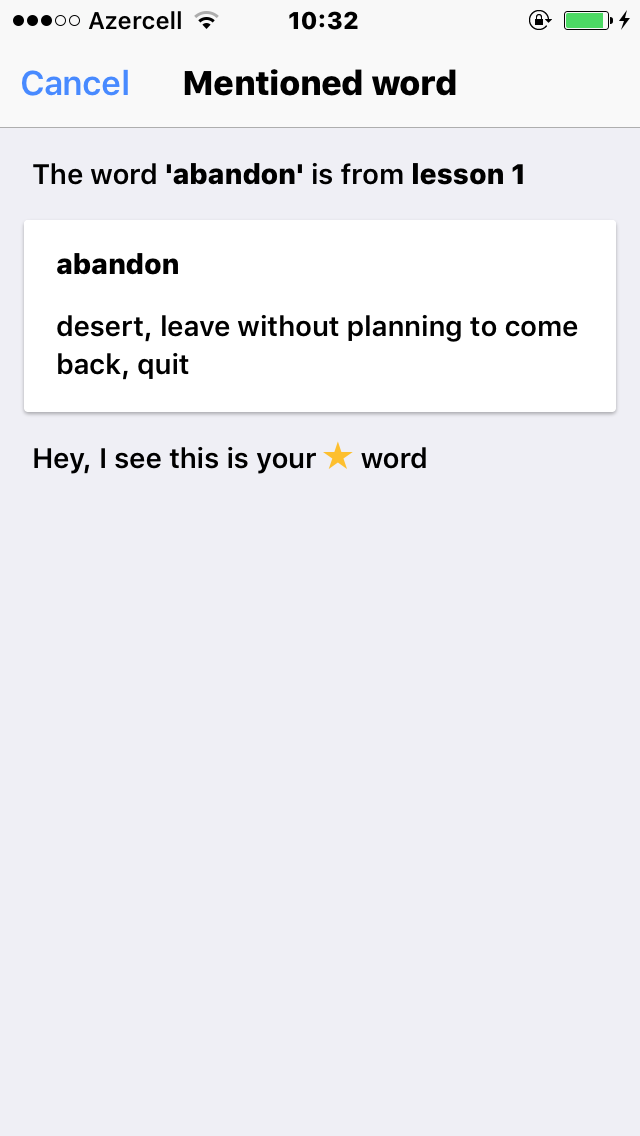 Azercell 10:32
Cancel Mentioned word
The word 'abandon' is from lesson 1
abandon
desert, leave without planning to come
back, quit
Hey, I see this is your ★ word